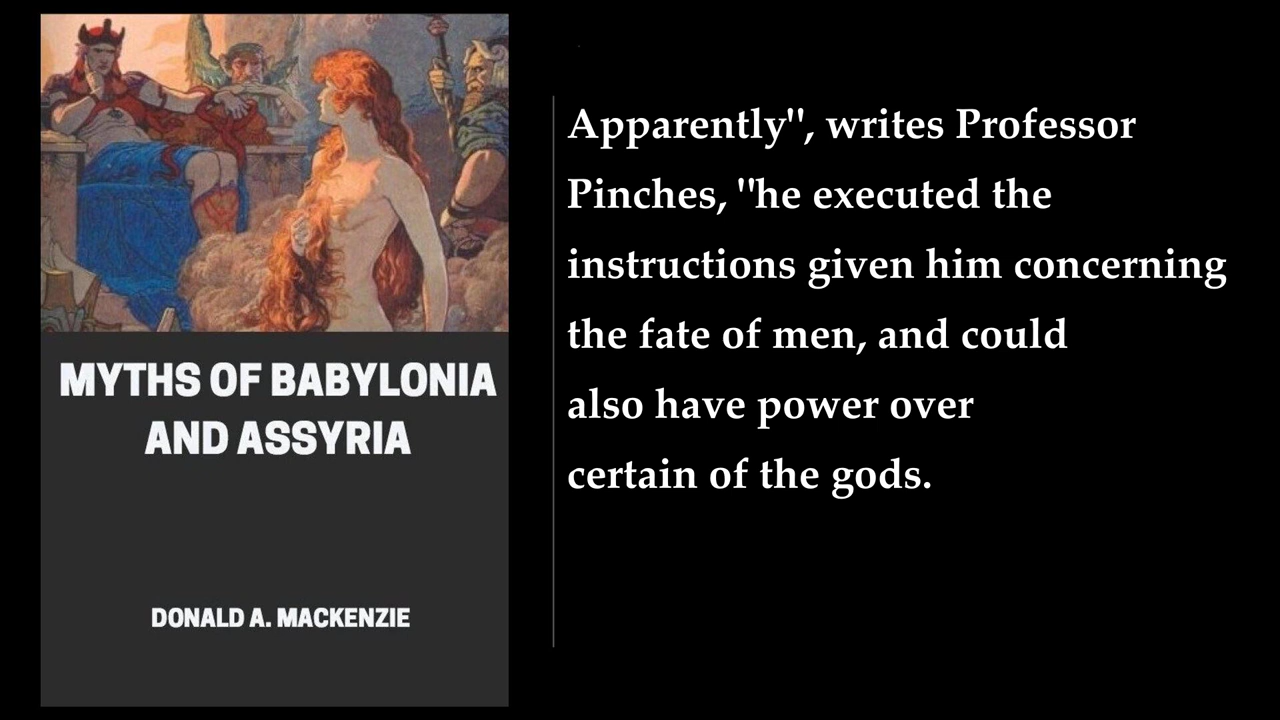 MYTHS OF BABYLONIA
AND ASSYRIA
DONALD A. MACKENZIE
Apparently", writes Professor
Pinches, "he executed the
instructions given him concerning
the fate of men, and could
also have power over
certain of the gods.